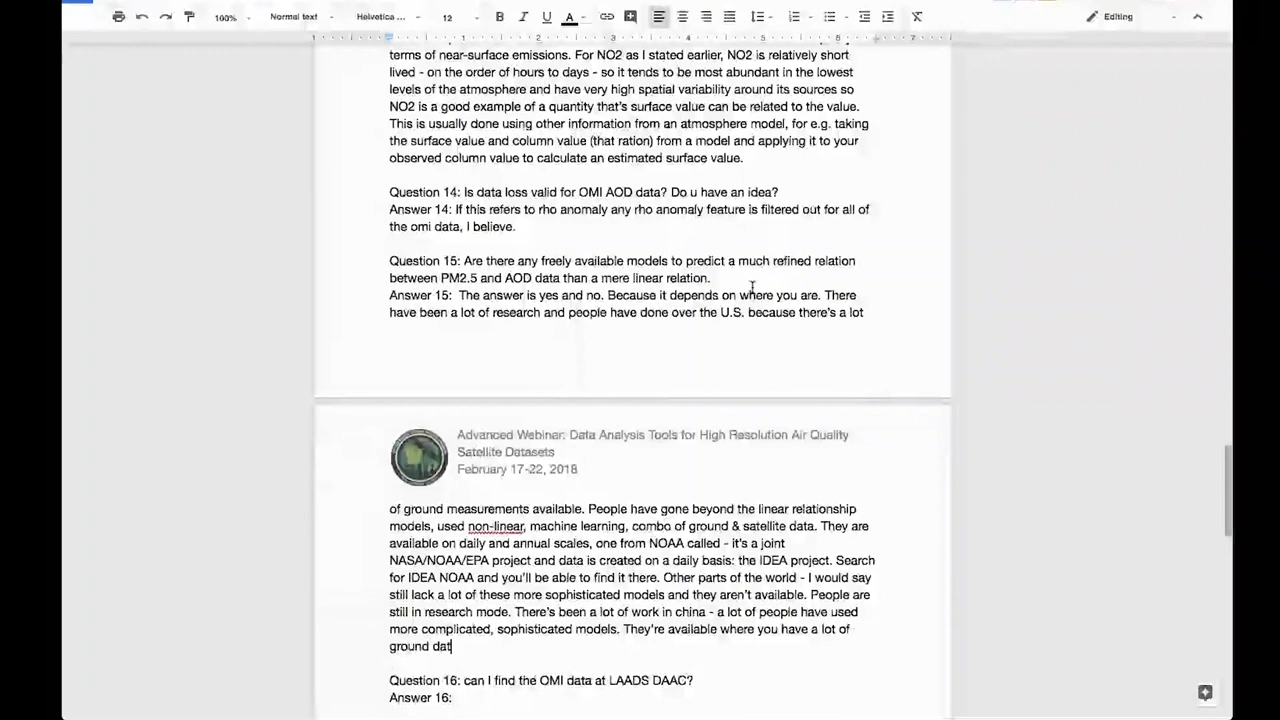 100% Normal text Helvetica ... 12 B I U A Editing
1 1 2 3 4 5 6 7
terms of near-surface emissions. For NO2 as I stated earlier, NO2 is relatively short
lived - on the order of hours to days - so it tends to be most abundant in the lowest
levels of the atmosphere and have very high spatial variability around its sources so
NO2 is a good example of a quantity that's surface value can be related to the value.
This is usually done using other information from an atmosphere model, for e.g. taking
the surface value and column value (that ration) from a model and applying it to your
observed column value to calculate an estimated surface value.
Question 14: Is data loss valid for OMI AOD data? Do u have an idea?
Answer 14: If this refers to rho anomaly any rho anomaly feature is filtered out for all of
the omi data, I believe.
Question 15: Are there any freely available models to predict a much refined relation
between PM2.5 and AOD data than a mere linear relation.
Answer 15: The answer is yes and no. Because it depends on where you are. There
have been a lot of research and people have done over the U.S. because there's a lot
Advanced Webinar: Data Analysis Tools for High Resolution Air Quality
Satellite Datasets
February 17-22, 2018
of ground measurements available. People have gone beyond the linear relationship
models, used non-linear, machine learning, combo of ground & satellite data. They are
available on daily and annual scales, one from NOAA called - it's a joint
NASA/NOAA/EPA project and data is created on a daily basis: the IDEA project. Search
for IDEA NOAA and you'll be able to find it there. Other parts of the world - I would say
still lack a lot of these more sophisticated models and they aren't available. People are
still in research mode. There's been a lot of work in china - a lot of people have used
more complicated, sophisticated models. They're available where you have a lot of
ground dat
Question 16: can I find the OMI data at LAADS DAAC?
Answer 16: